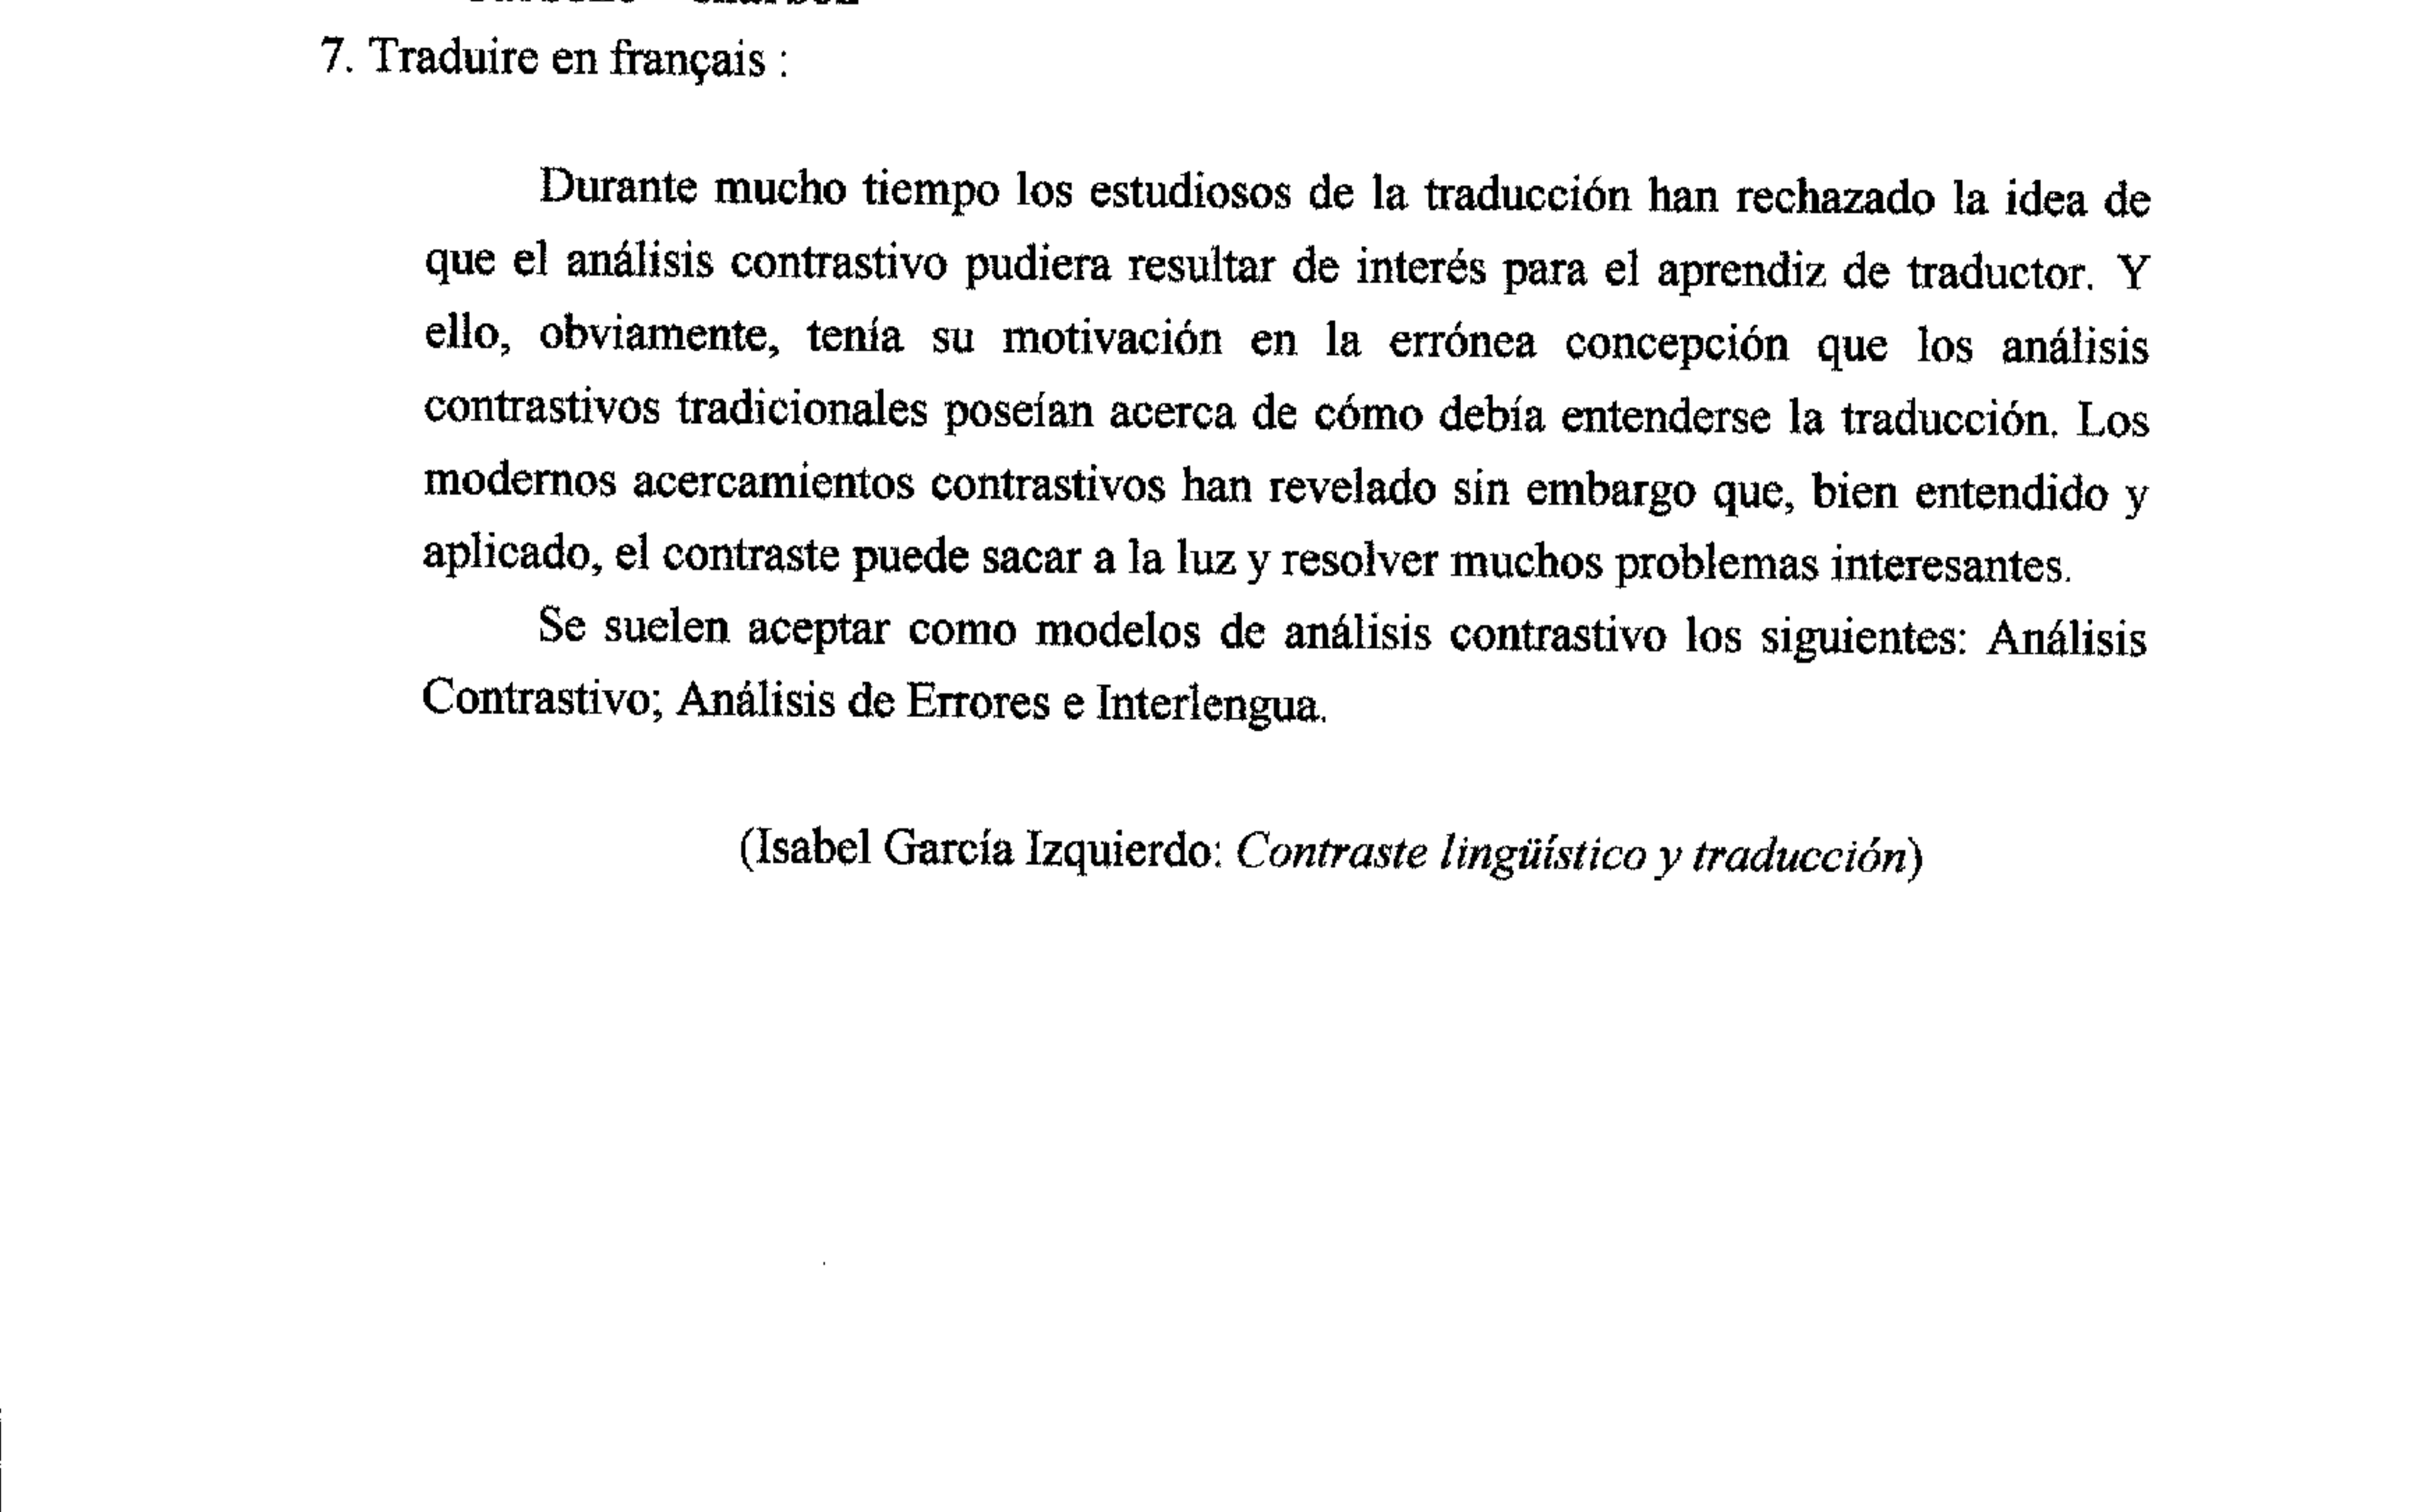 7. Traduire en français :
Durante mucho tiempo los estudiosos de la traducción han rechazado la idea de
que el análisis contrastivo pudiera resultar de interés para el aprendiz de traductor. Y
ello, obviamente, tenía su motivación en la errónea concepción que los análisis
contrastivos tradicionales poseían acerca de cómo debía entenderse la traducción. Los
modernos acercamientos contrastivos han revelado sin embargo que, bien entendido y
aplicado, el contraste puede sacar a la luz y resolver muchos problemas interesantes.
Se suelen aceptar como modelos de análisis contrastivo los siguientes: Análisis
Contrastivo; Análisis de Errores e Interlengua.
(Isabel García Izquierdo: Contraste lingüístico y traducción)